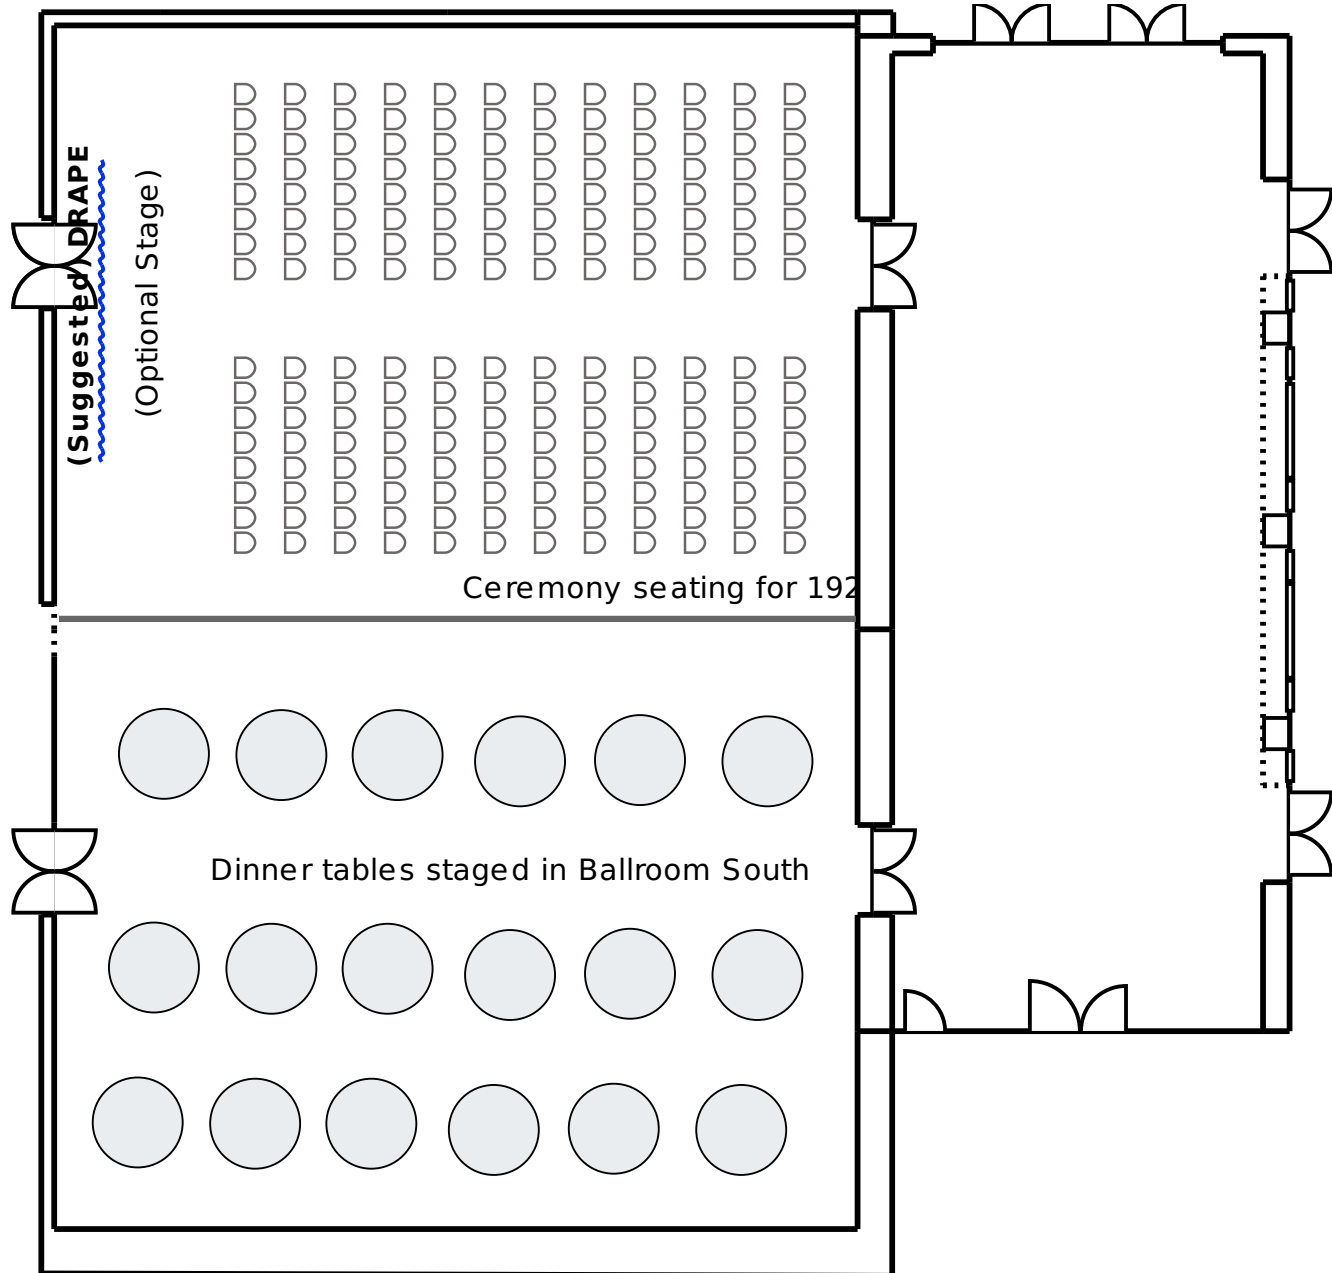 (Suggested) DRAPE
(Optional Stage)
Ceremony seating for 192
Dinner tables staged in Ballroom South